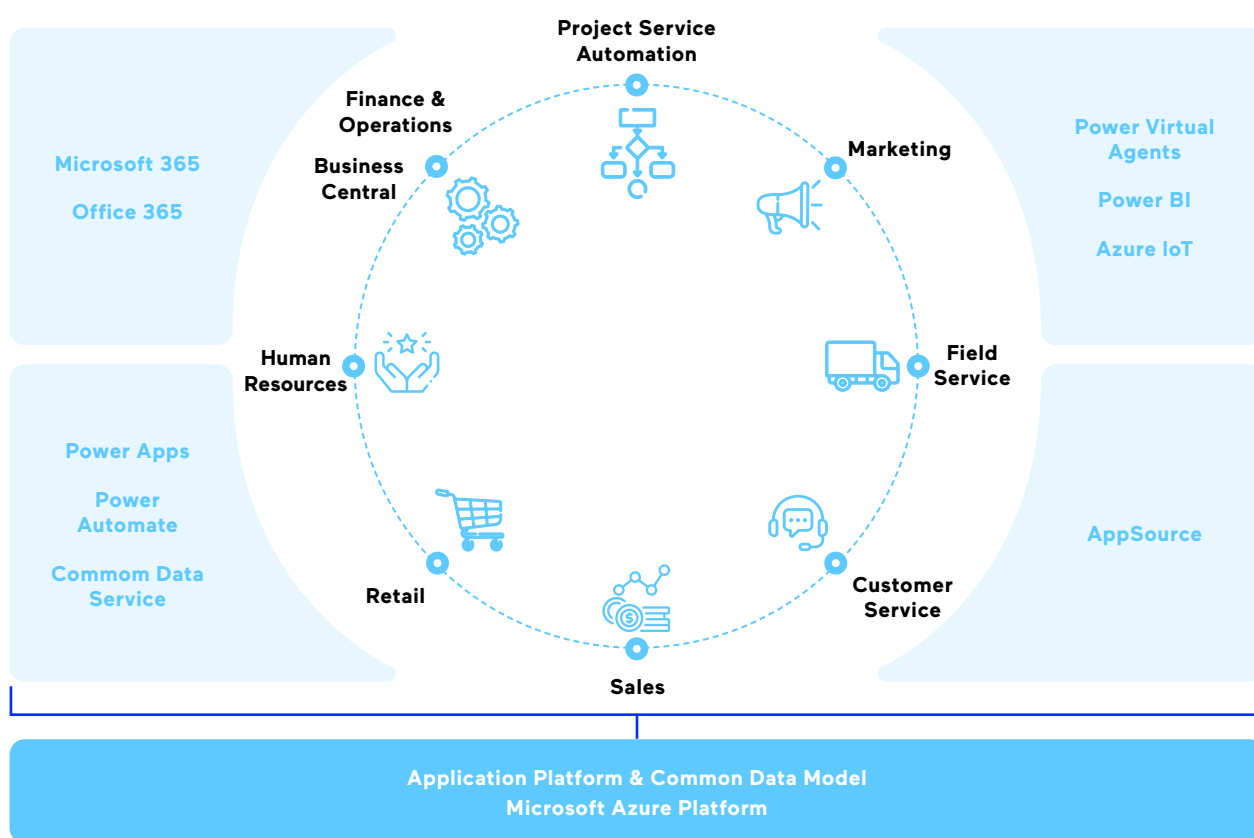 Project Service
Automation
Finance &
Operations
Business
Central
Marketing
Microsoft 365
Office 365
Power Virtual
Agents
Power BI
Azure IoT
Human
Resources
Field
Service
Power Apps
Power
Automate
Commom Data
Service
AppSource
Retail
Customer
Service
Sales
$
Application Platform & Common Data Model
Microsoft Azure Platform